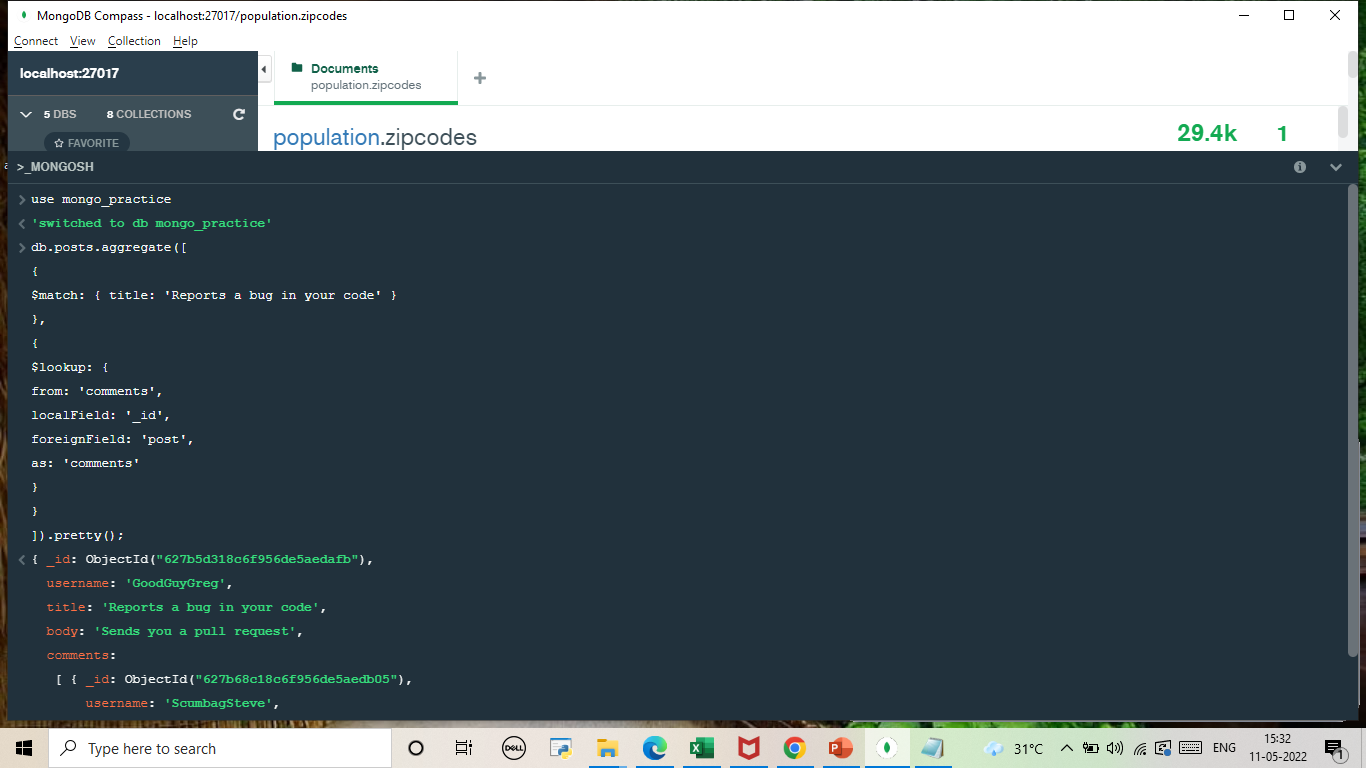 MongoDB Compass - localhost:27017/population.zipcodes
Connect View Collection Help
localhost:27017
Documents
population.zipcodes
5 DBS 8 COLLECTIONS
FAVORITE
population.zipcodes
29.4k 1
>_MONGOSH
use mongo_practice
'switched to db mongo_practice'
db.posts.aggregate([
{
$match: { title: 'Reports a bug in your code' }
},
{
$lookup: {
from: 'comments',
localField: '_id',
foreignField: 'post',
as: 'comments'
}
}
]).pretty();
{ _id: ObjectId("627b5d318c6f956de5aedafb"),
username: 'GoodGuyGreg',
title: 'Reports a bug in your code',
body: 'Sends you a pull request',
comments:
[ { _id: ObjectId("627b68c18c6f956de5aedb05"),
username: 'ScumbagSteve',
Type here to search
DELL
31°C
ENG
15:32
11-05-2022
1